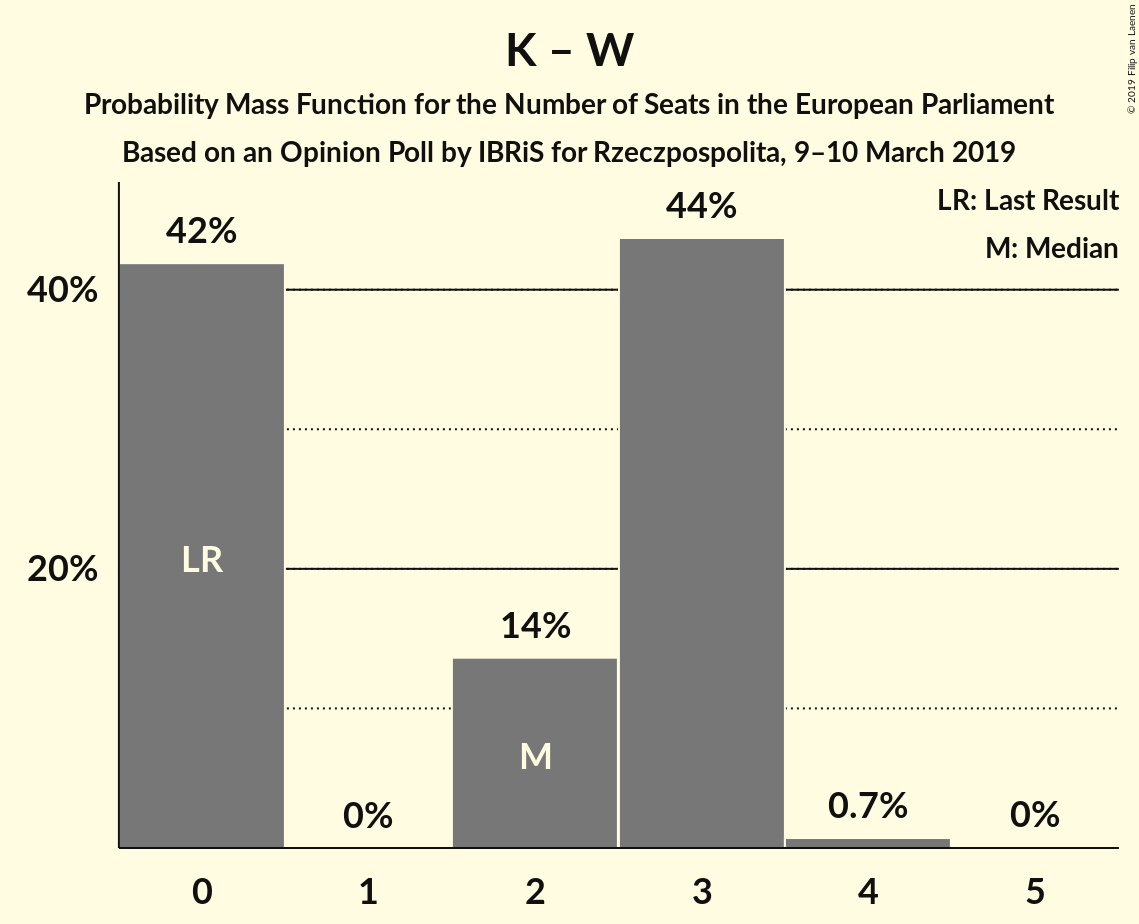 K – W
Probability Mass Function for the Number of Seats in the European Parliament
Based on an Opinion Poll by IBRiS for Rzeczpospolita, 9–10 March 2019
© 2019 Filip van Laenen
LR: Last Result
M: Median
42%
44%
40%
LR
20%
14%
M
0%
0.7%
0%
0
1
2
3
4
5